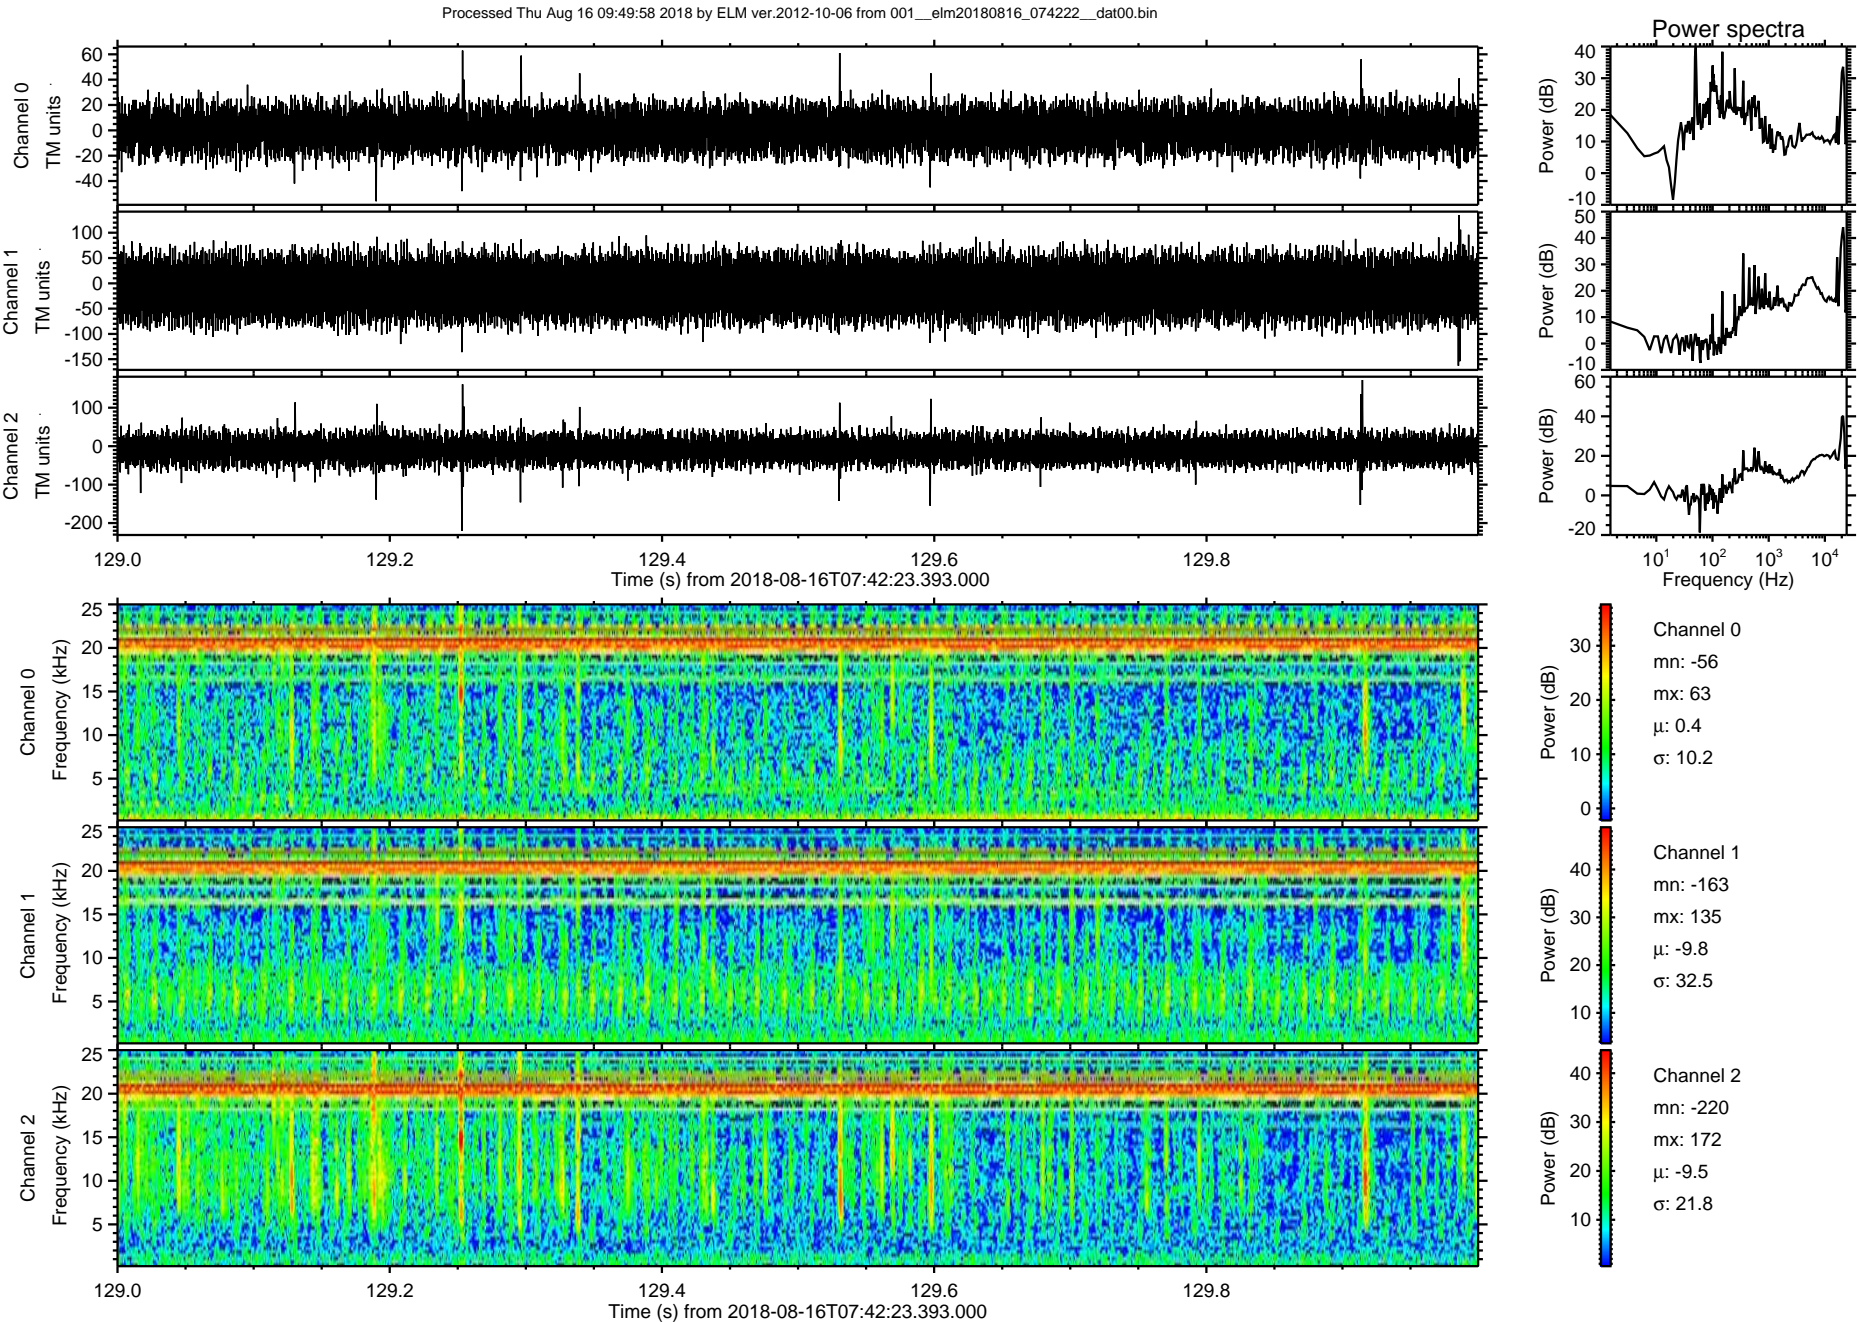 Processed Thu Aug 16 09:49:58 2018 by ELM ver.2012-10-06 from 001__elm20180816_074222__dat00.bin
Power spectra
Channel 0
TM units
60
40
20
0
-20
-40
Power (dB)
40
30
20
10
0
-10
Channel 1
TM units
100
50
0
-50
-100
-150
Power (dB)
50
40
30
20
10
0
-10
Channel 2
TM units
100
0
-100
-200
Power (dB)
60
40
20
0
-20
129.0 129.2 129.4 129.6 129.8
Time (s) from 2018-08-16T07:42:23.393.000
10¹ 10² 10³ 10⁴
Frequency (Hz)
Channel 0
Frequency (kHz)
25
20
15
10
5
Power (dB)
30
20
10
0
Channel 0
mn: -56
mx: 63
μ: 0.4
σ: 10.2
Channel 1
Frequency (kHz)
25
20
15
10
5
Power (dB)
40
30
20
10
Channel 1
mn: -163
mx: 135
μ: -9.8
σ: 32.5
Channel 2
Frequency (kHz)
25
20
15
10
5
Power (dB)
40
30
20
10
Channel 2
mn: -220
mx: 172
μ: -9.5
σ: 21.8
129.0 129.2 129.4 129.6 129.8
Time (s) from 2018-08-16T07:42:23.393.000